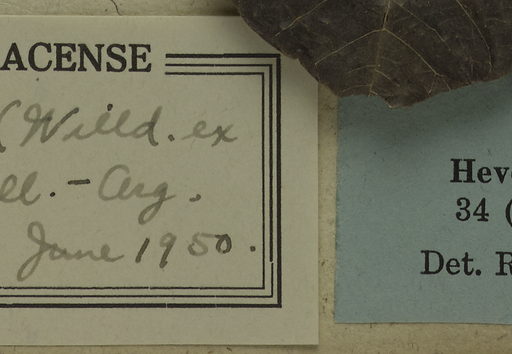 ACENSE
(Willd. ex
ll. - Arg.
June 1950.
Hev
34 (
Det. R